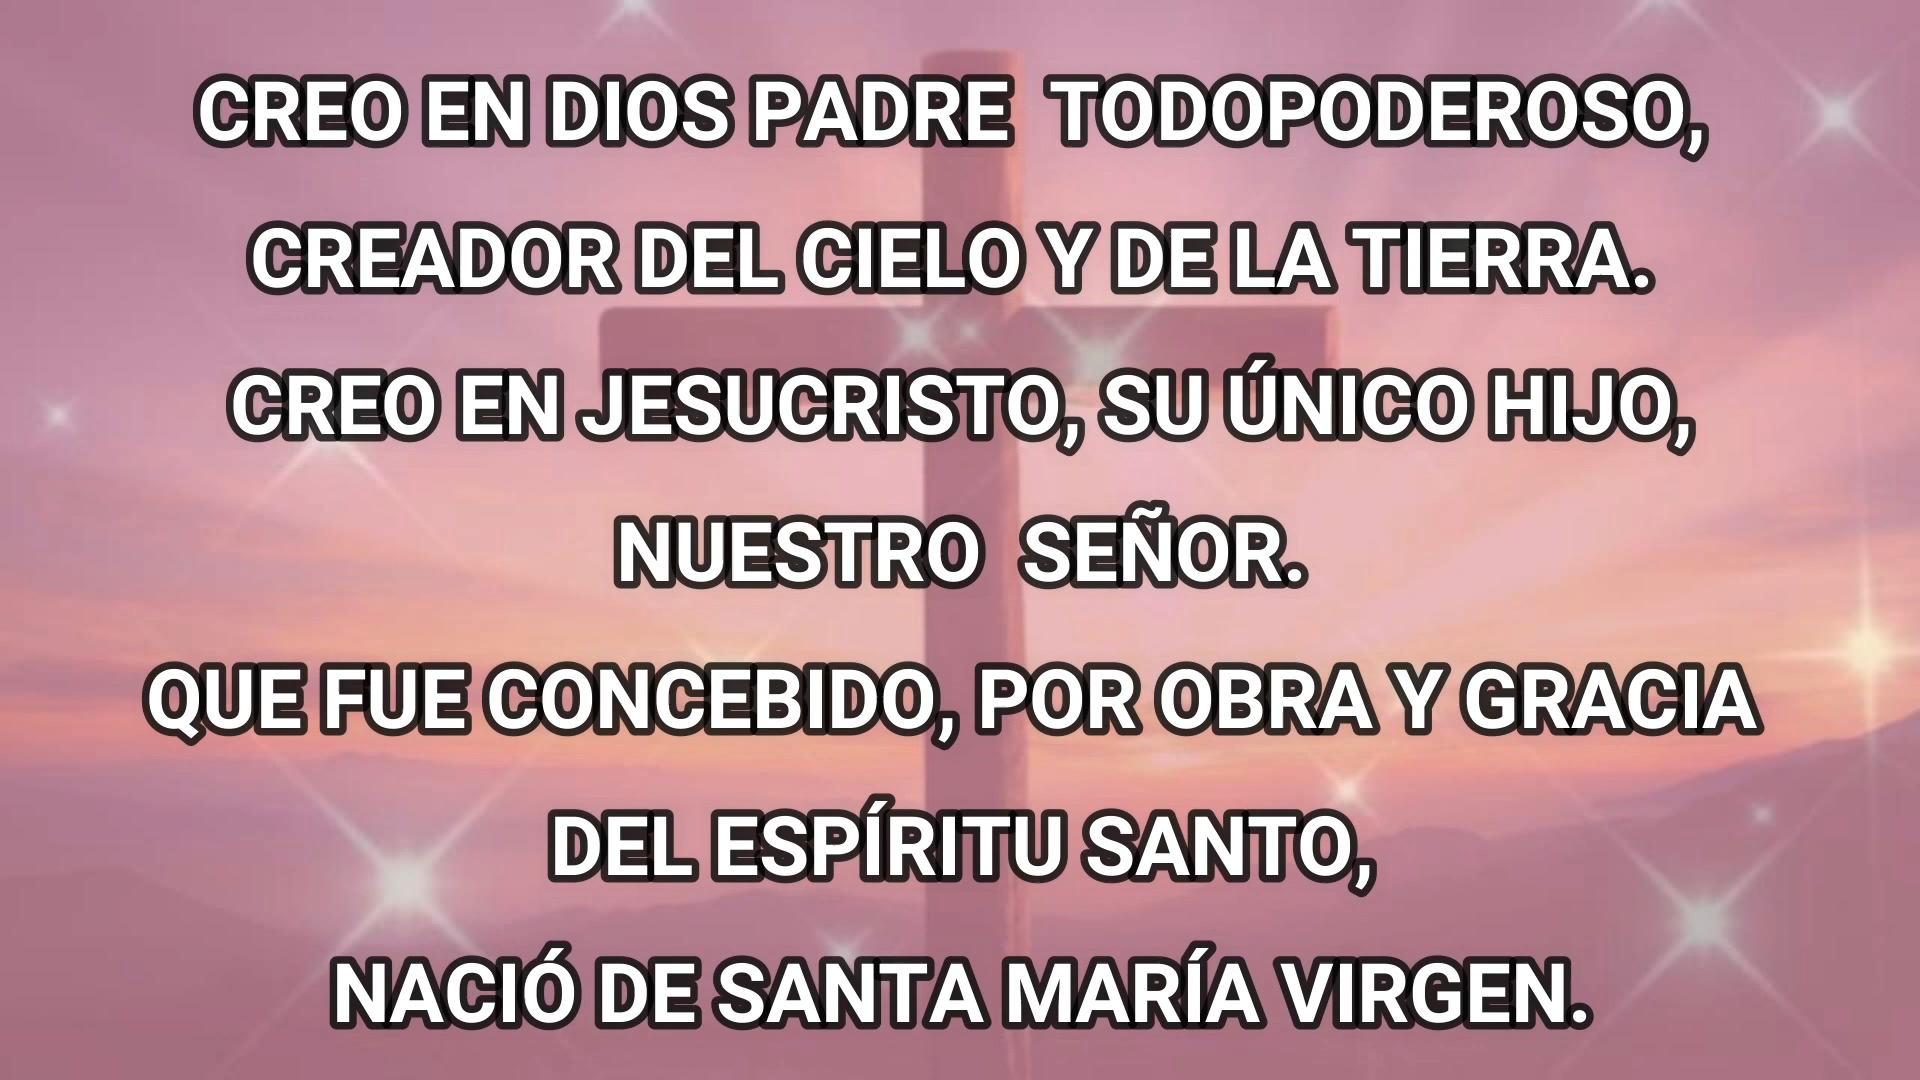 CREO EN DIOS PADRE TODOPODEROSO,
CREADOR DEL CIELO Y DE LA TIERRA.
CREO EN JESUCRISTO, SU ÚNICO HIJO,
NUESTRO SEÑOR.
QUE FUE CONCEBIDO, POR OBRA Y GRACIA
DEL ESPÍRITU SANTO,
NACIÓ DE SANTA MARÍA VIRGEN.